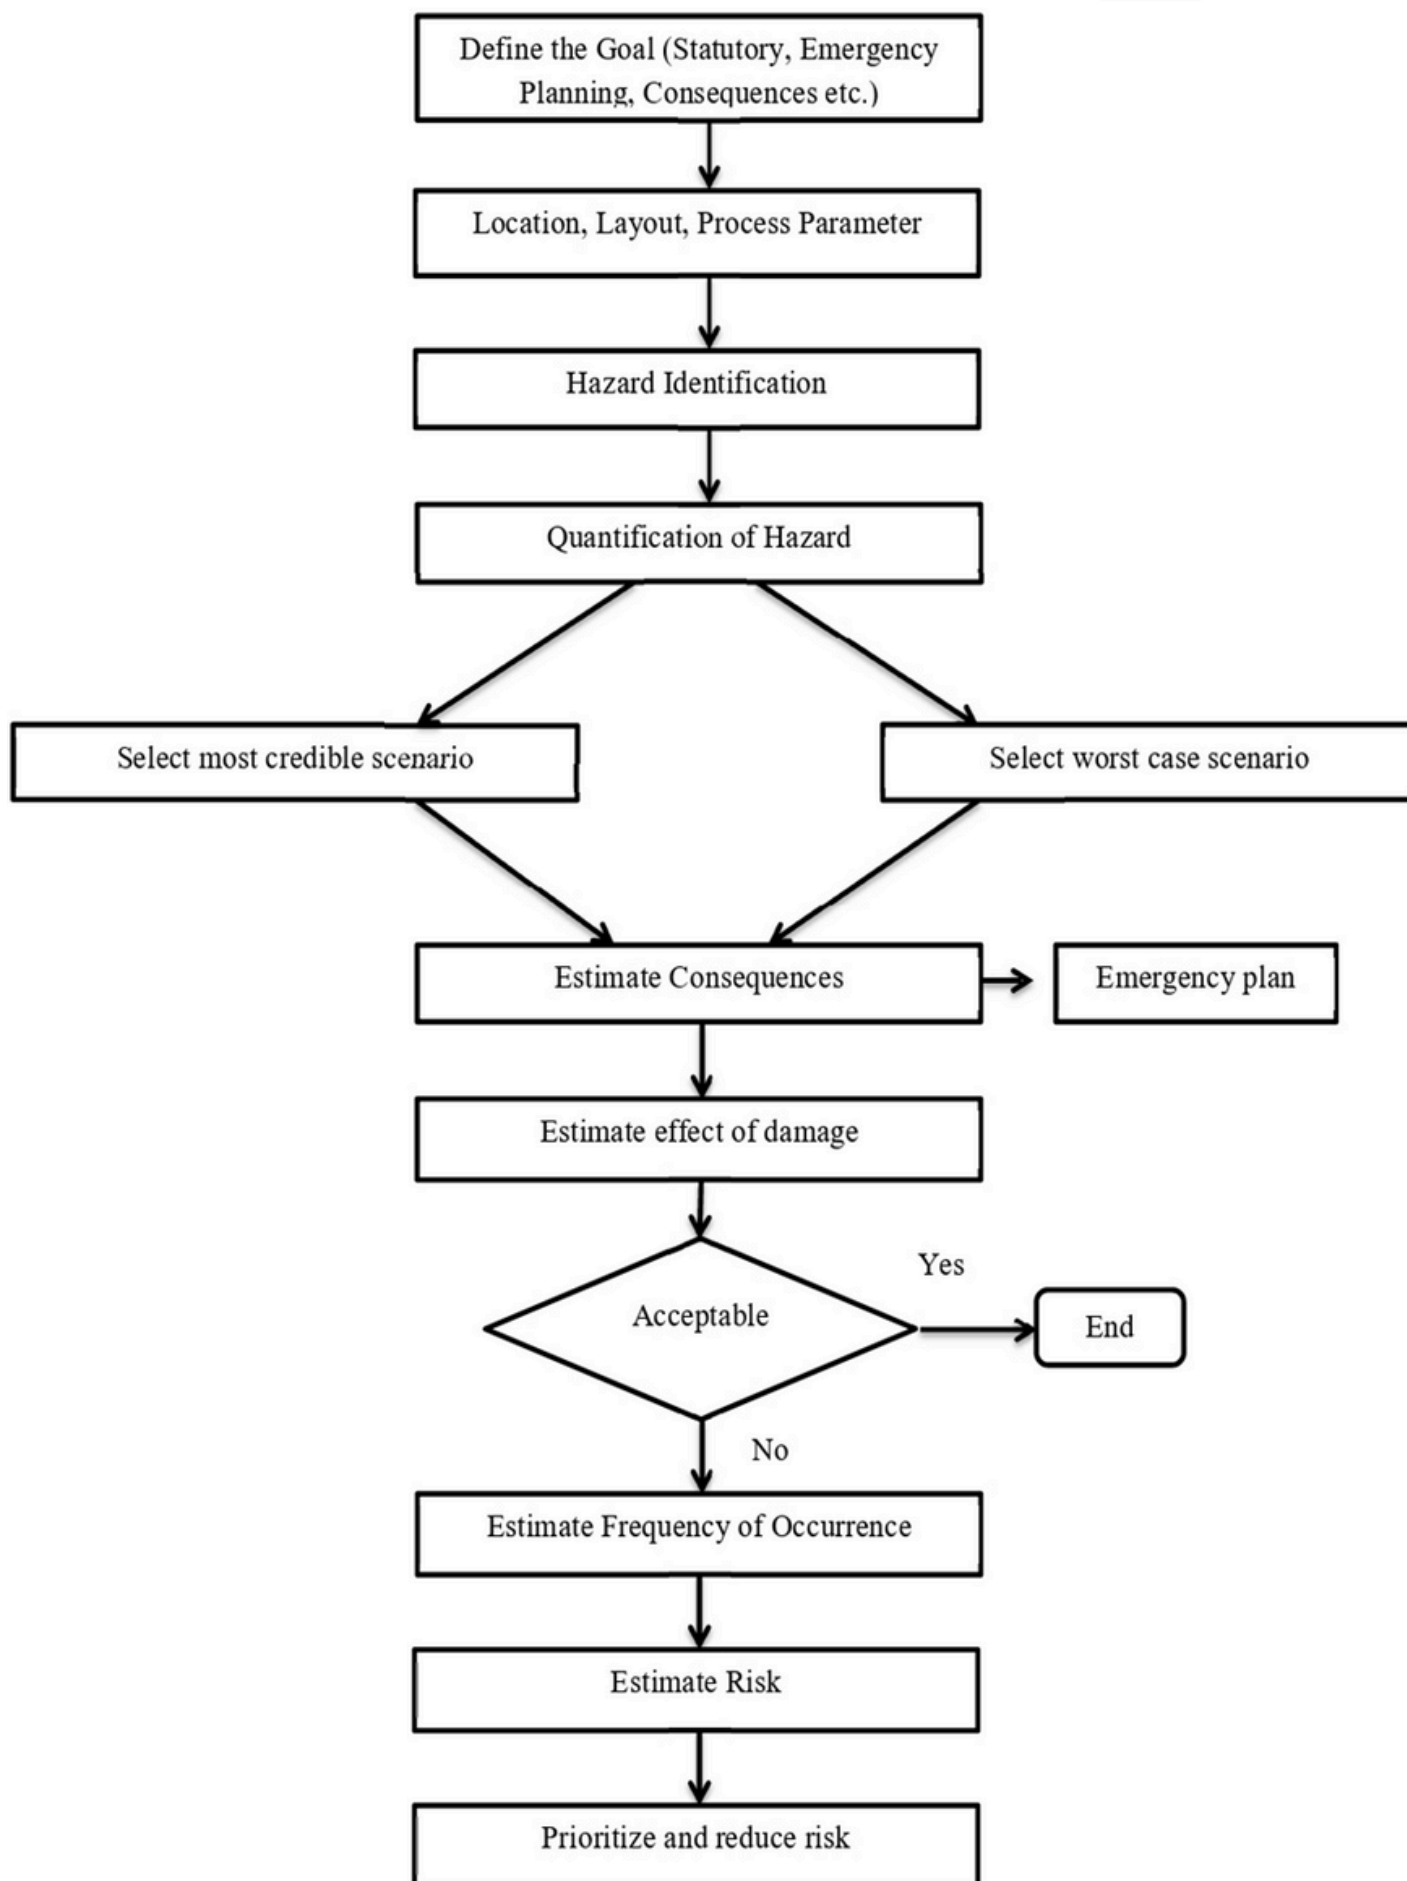 Define the Goal (Statutory, Emergency
Planning, Consequences etc.)
Location, Layout, Process Parameter
Hazard Identification
Quantification of Hazard
Select most credible scenario
Select worst case scenario
Estimate Consequences
Emergency plan
Estimate effect of damage
Yes
Acceptable
End
No
Estimate Frequency of Occurrence
Estimate Risk
Prioritize and reduce risk